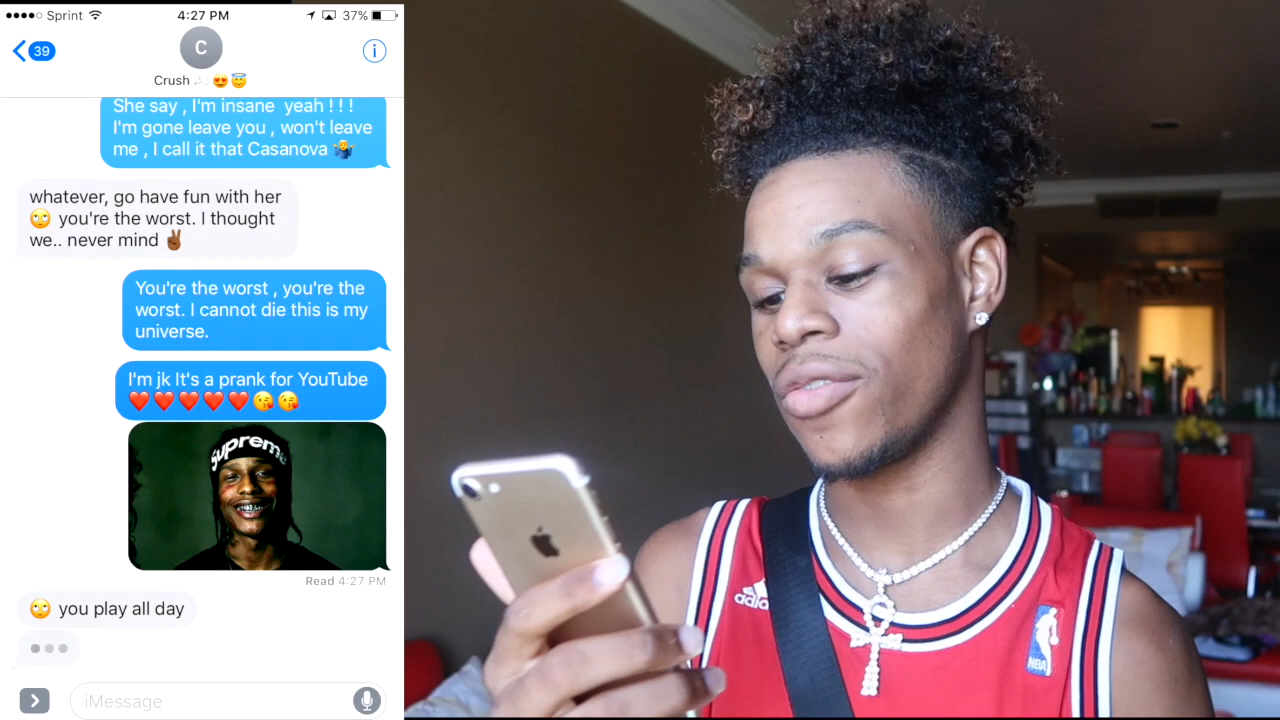 Sprint 4:27 PM 37%
39
C
Crush 😍😇
She say , I'm insane yeah ! ! !
I'm gone leave you , won't leave
me , I call it that Casanova 🤷‍♂️
whatever, go have fun with her
🙄 you're the worst. I thought
we.. never mind ✌🏾
You're the worst , you're the
worst. I cannot die this is my
universe.
I'm jk It's a prank for YouTube
❤️❤️❤️❤️❤️😘😘
Supreme
Read 4:27 PM
🙄 you play all day
iMessage
adidas
NBA